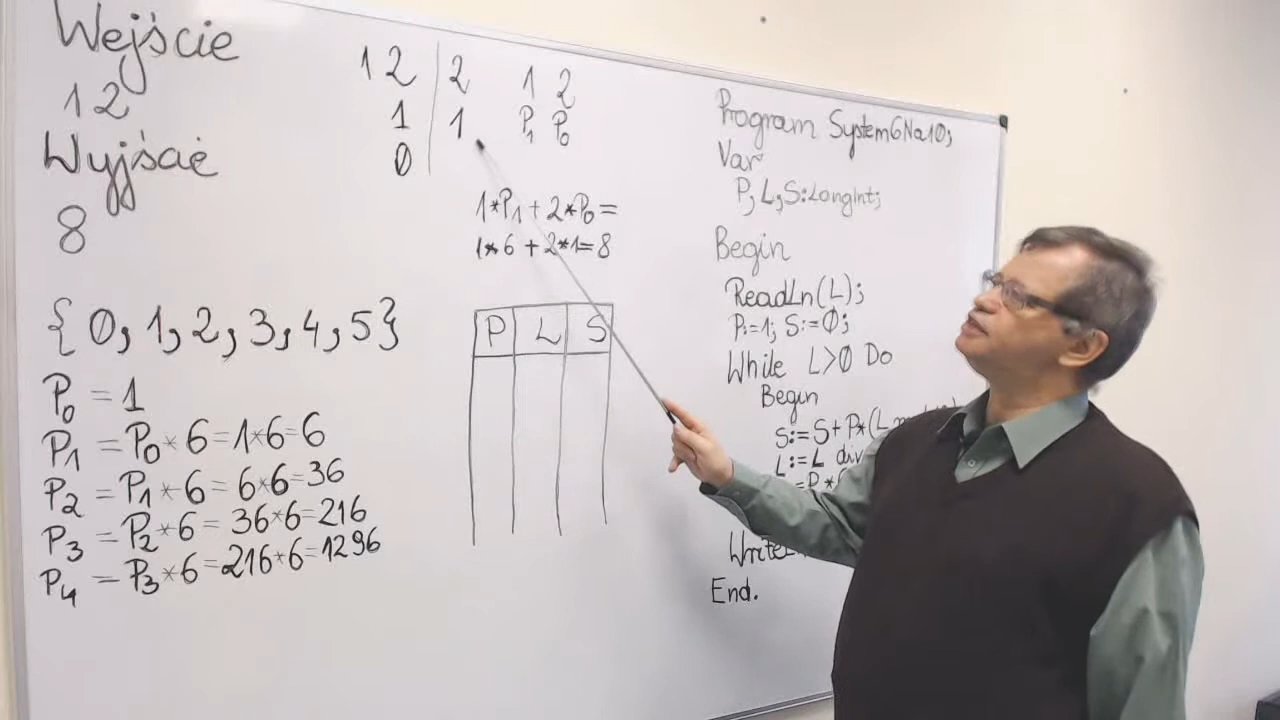 Wejście
12
Wyjście
8
{0, 1, 2, 3, 4, 5}
P0 = 1
P1 = P0 * 6 = 1*6 = 6
P2 = P1 * 6 = 6*6 = 36
P3 = P2 * 6 = 36*6 = 216
P4 = P3 * 6 = 216*6 = 1296
12 | 2
1 | 1
0 |
1 2
P1 P0
1*P1 + 2*P0 =
1*6 + 2*1 = 8
P L S
Program System6Na10;
Var
P, L, S: LongInt;
Begin
ReadLn(L);
P:=1; S:=0;
While L>0 Do
Begin
S:= S + P*(L
L:= L div
End.